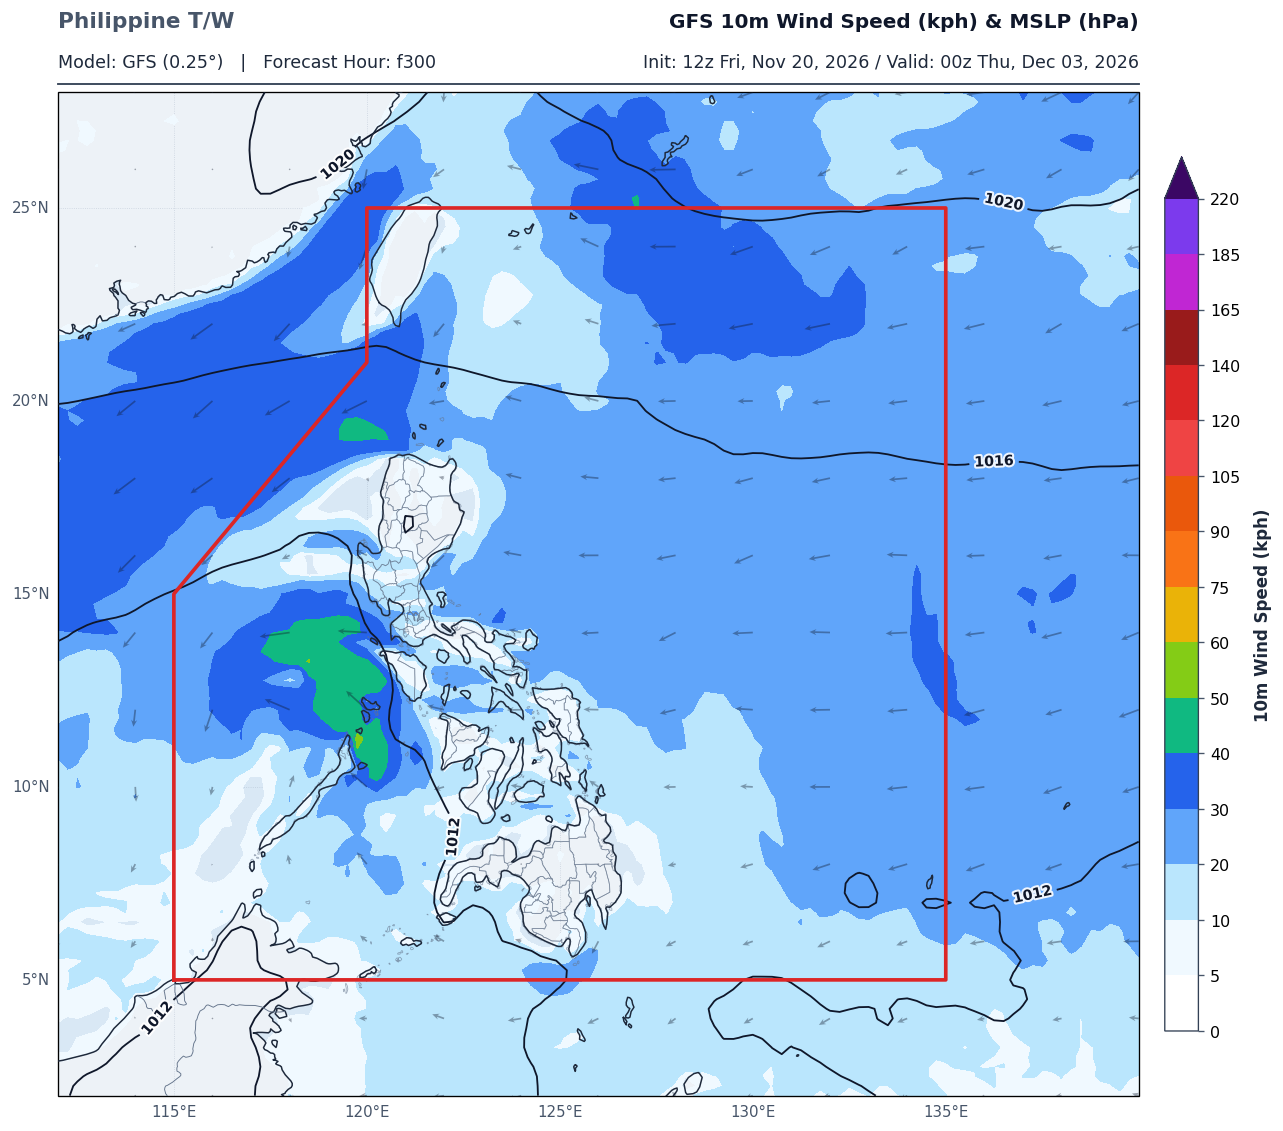 Philippine T/W
GFS 10m Wind Speed (kph) & MSLP (hPa)
Model: GFS (0.25°)   |   Forecast Hour: f300
Init: 12z Fri, Nov 20, 2026 / Valid: 00z Thu, Dec 03, 2026
1020
1020
1016
1012
1012
1012
25°N
20°N
15°N
10°N
5°N
115°E
120°E
125°E
130°E
135°E
220
185
165
140
120
105
90
75
60
50
40
30
20
10
5
0
10m Wind Speed (kph)